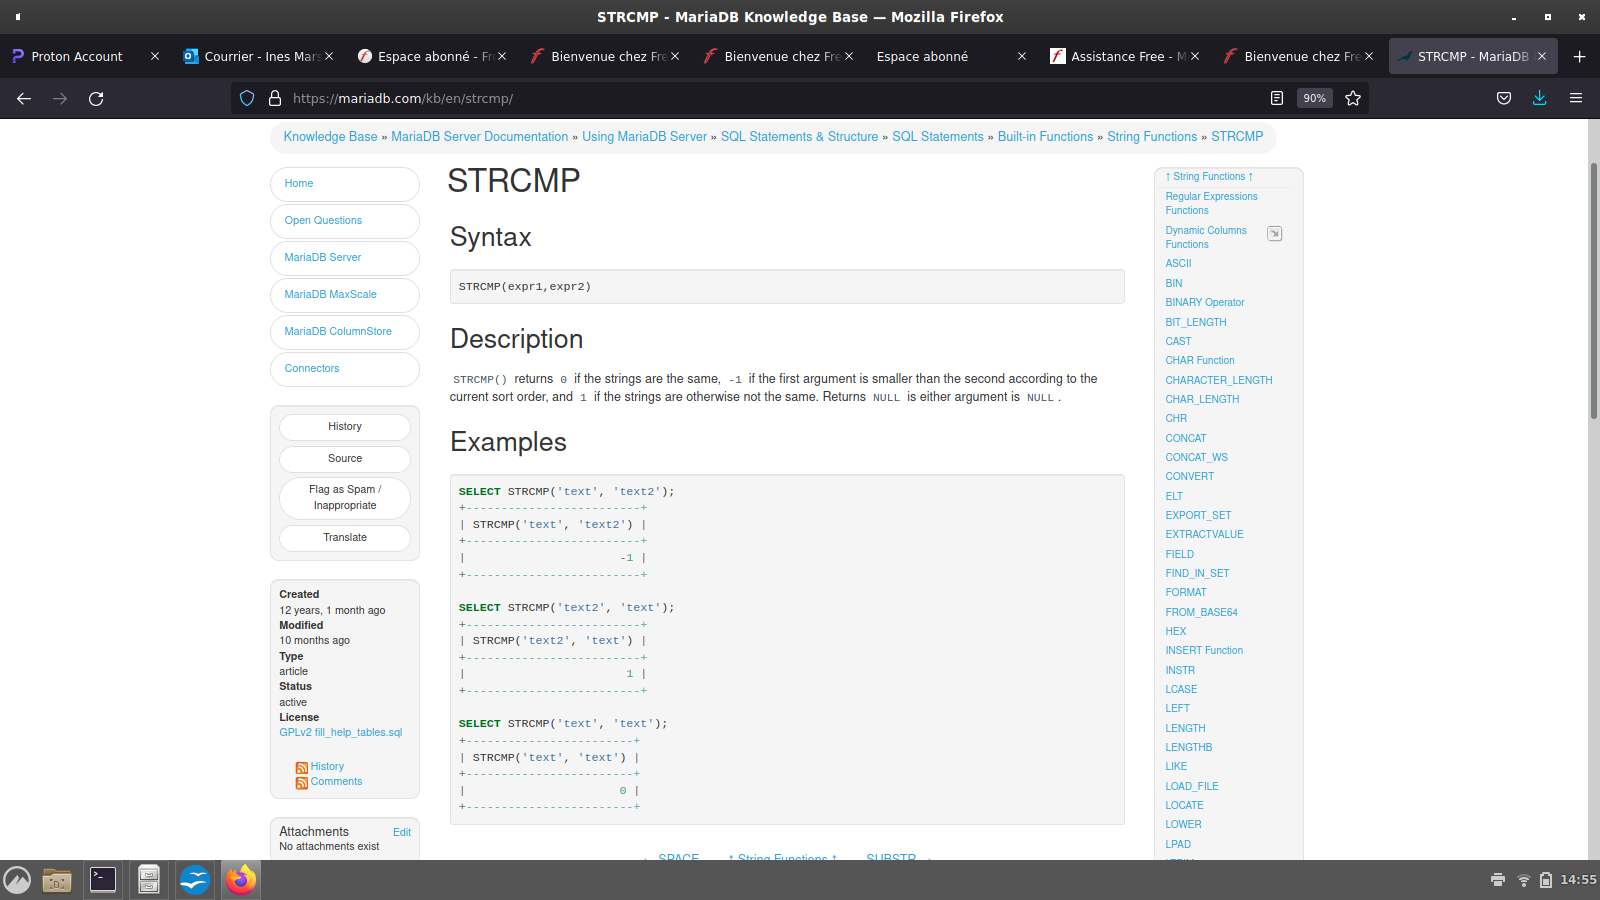 STRCMP - MariaDB Knowledge Base — Mozilla Firefox
Proton Account
Courrier - Ines Mars
Espace abonné - Fr
Bienvenue chez Fre
Bienvenue chez Fre
Espace abonné
Assistance Free - M
Bienvenue chez Fre
STRCMP - MariaDB
https://mariadb.com/kb/en/strcmp/
90%
Knowledge Base » MariaDB Server Documentation » Using MariaDB Server » SQL Statements & Structure » SQL Statements » Built-in Functions » String Functions » STRCMP
Home
Open Questions
MariaDB Server
MariaDB MaxScale
MariaDB ColumnStore
Connectors
History
Source
Flag as Spam /
Inappropriate
Translate
Created
12 years, 1 month ago
Modified
10 months ago
Type
article
Status
active
License
GPLv2 fill_help_tables.sql
History
Comments
Attachments
Edit
No attachments exist
STRCMP
Syntax
STRCMP(expr1,expr2)
Description
STRCMP() returns 0 if the strings are the same, -1 if the first argument is smaller than the second according to the
current sort order, and 1 if the strings are otherwise not the same. Returns NULL is either argument is NULL.
Examples
SELECT STRCMP('text', 'text2');
+-------------------------+
| STRCMP('text', 'text2') |
+-------------------------+
|                      -1 |
+-------------------------+
SELECT STRCMP('text2', 'text');
+-------------------------+
| STRCMP('text2', 'text') |
+-------------------------+
|                       1 |
+-------------------------+
SELECT STRCMP('text', 'text');
+------------------------+
| STRCMP('text', 'text') |
+------------------------+
|                      0 |
+------------------------+
← SPACE
↑ String Functions ↑
SUBSTR →
↑ String Functions ↑
Regular Expressions
Functions
Dynamic Columns
Functions
ASCII
BIN
BINARY Operator
BIT_LENGTH
CAST
CHAR Function
CHARACTER_LENGTH
CHAR_LENGTH
CHR
CONCAT
CONCAT_WS
CONVERT
ELT
EXPORT_SET
EXTRACTVALUE
FIELD
FIND_IN_SET
FORMAT
FROM_BASE64
HEX
INSERT Function
INSTR
LCASE
LEFT
LENGTH
LENGTHB
LIKE
LOAD_FILE
LOCATE
LOWER
LPAD
14:55